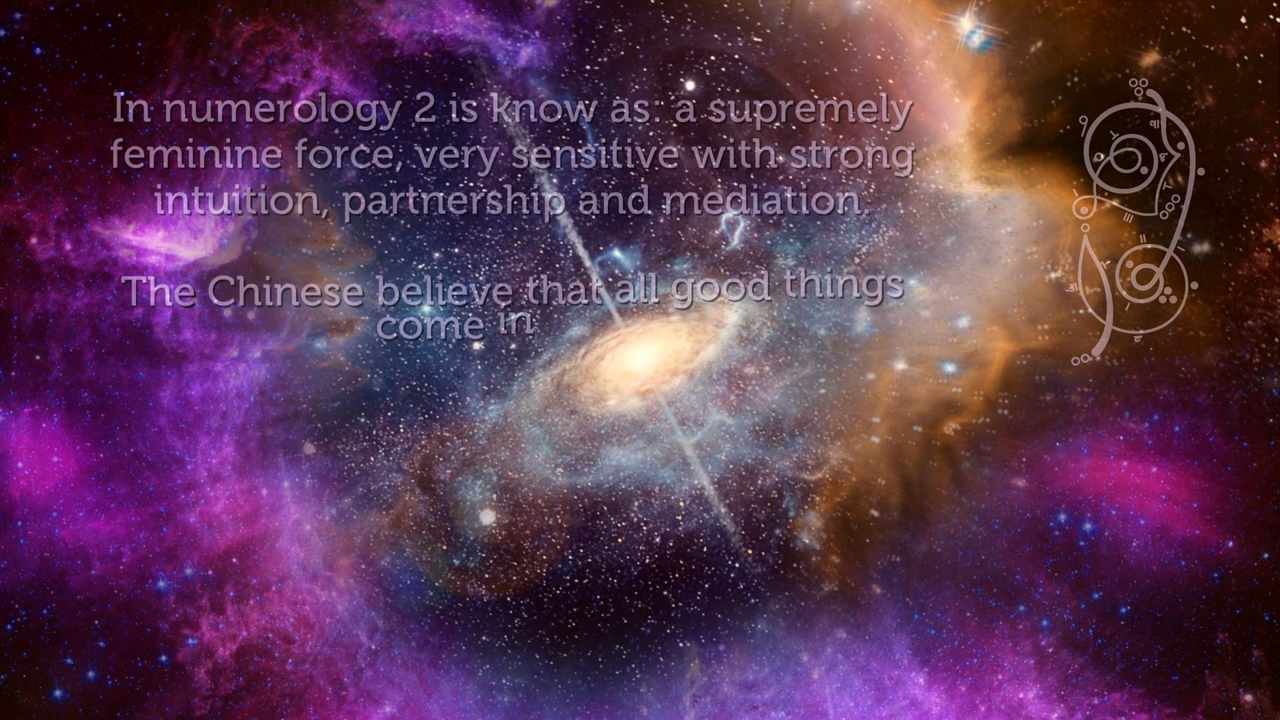 In numerology 2 is know as: a supremely
feminine force, very sensitive with strong
intuition, partnership and mediation.
The Chinese believe that all good things
come in